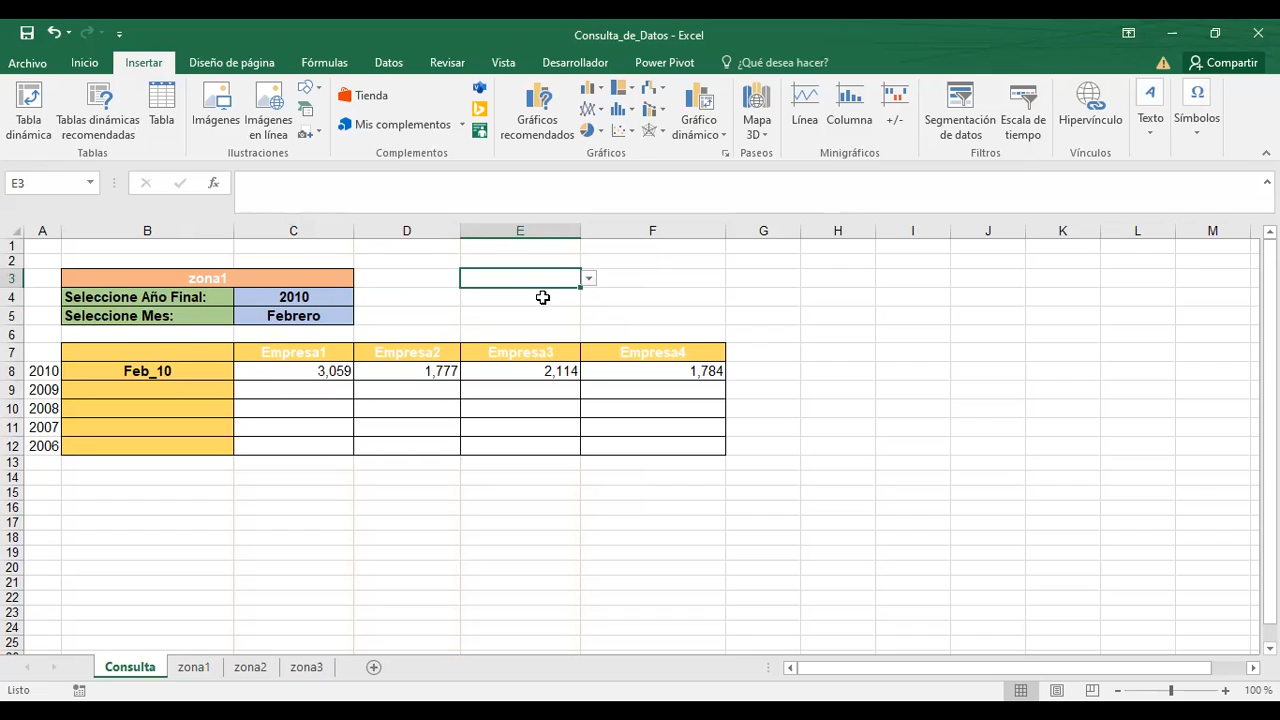 Consulta_de_Datos - Excel
Archivo Inicio Insertar Diseño de página Fórmulas Datos Revisar Vista Desarrollador Power Pivot ¿Qué desea hacer? Compartir
Tabla dinámica Tablas dinámicas recomendadas Tabla Imágenes Imágenes en línea Tienda Mis complementos Gráficos recomendados Gráfico dinámico Mapa 3D Línea Columna +/- Segmentación de datos Escala de tiempo Hipervínculo Texto Símbolos
Tablas Ilustraciones Complementos Gráficos Paseos Minigráficos Filtros Vínculos
E3 fx
A B C D E F G H I J K L M
1
2
3 zona1
4 Seleccione Año Final: 2010
5 Seleccione Mes: Febrero
6
7 Empresa1 Empresa2 Empresa3 Empresa4
8 2010 Feb_10 3,059 1,777 2,114 1,784
9 2009
10 2008
11 2007
12 2006
13
14
15
16
17
18
19
20
21
22
23
24
25
Consulta zona1 zona2 zona3
Listo 100 %